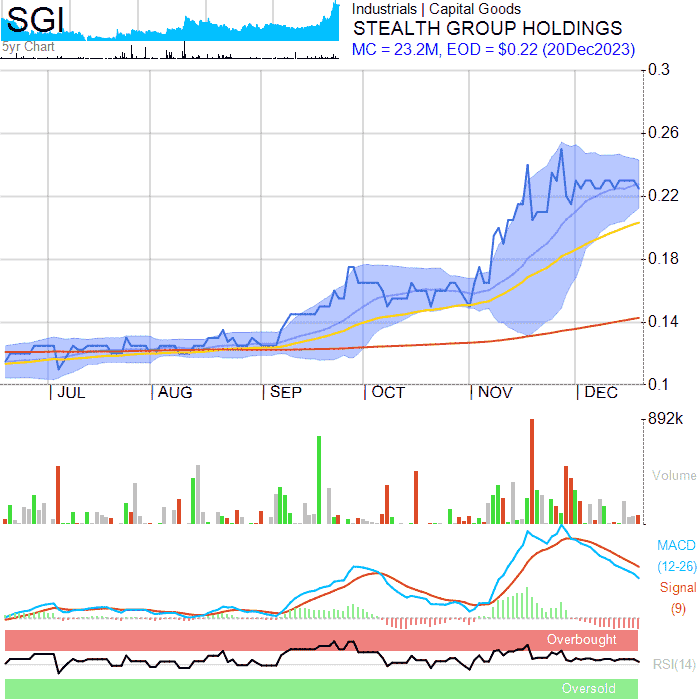 SGI
5yr Chart
Industrials | Capital Goods
STEALTH GROUP HOLDINGS
MC = 23.2M, EOD = $0.22 (20Dec2023)
0.3
0.26
0.22
0.18
0.14
0.1
JUL AUG SEP OCT NOV DEC
892k
Volume
MACD
(12-26)
Signal
(9)
Overbought
RSI(14)
Oversold